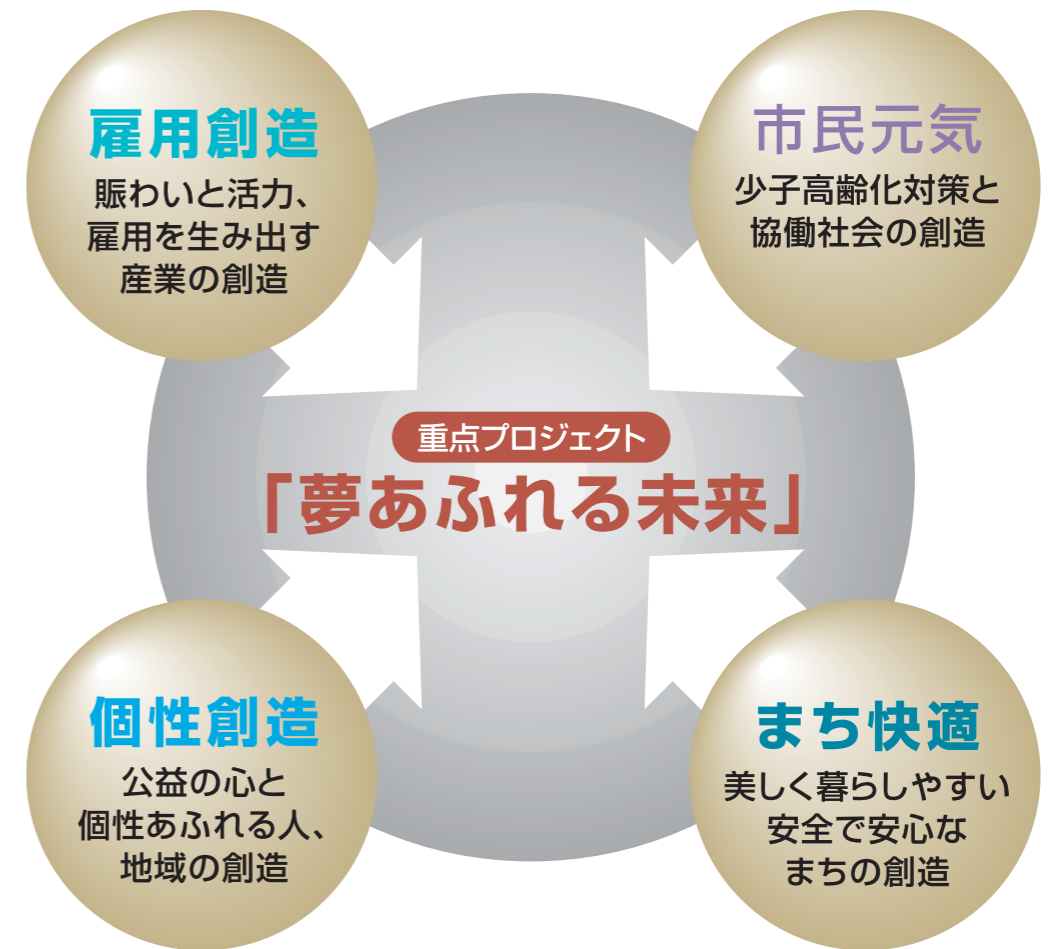 雇用創造
賑わいと活力、
雇用を生み出す
産業の創造
市民元気
少子高齢化対策と
協働社会の創造
重点プロジェクト
「夢あふれる未来」
個性創造
公益の心と
個性あふれる人、
地域の創造
まち快適
美しく暮らしやすい
安全で安心な
まちの創造